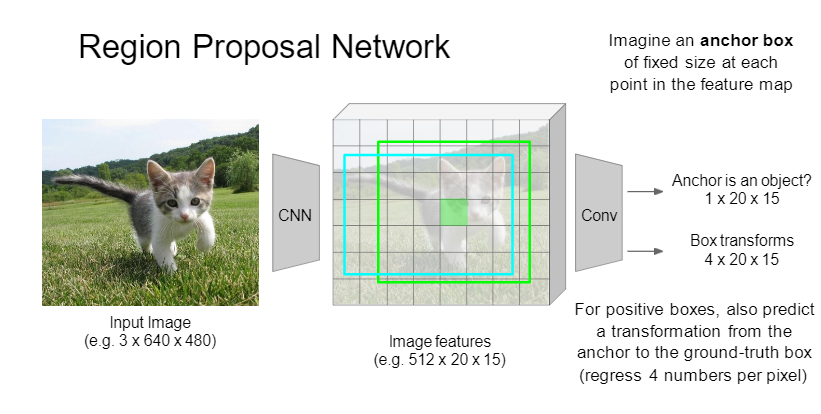 Region Proposal Network
Imagine an anchor box
of fixed size at each
point in the feature map
CNN
Conv
Anchor is an object?
1 x 20 x 15
Box transforms
4 x 20 x 15
Input Image
(e.g. 3 x 640 x 480)
Image features
(e.g. 512 x 20 x 15)
For positive boxes, also predict
a transformation from the
anchor to the ground-truth box
(regress 4 numbers per pixel)